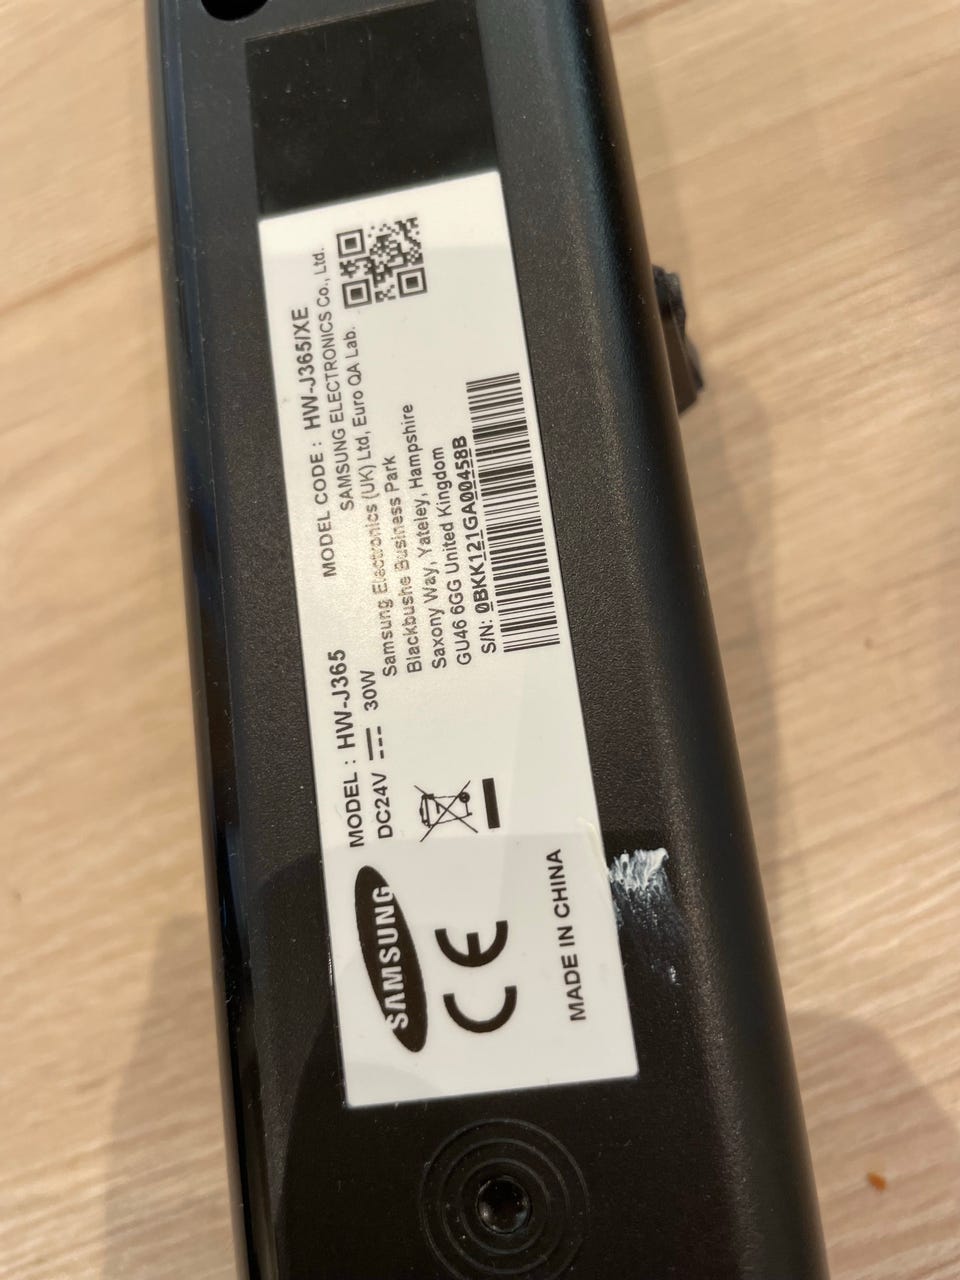 SAMSUNG
MODEL : HW-J365
MODEL CODE : HW-J365/XE
DC24V ⎓ 30W
SAMSUNG ELECTRONICS Co., Ltd.
Samsung Electronics (UK) Ltd, Euro QA Lab.
Blackbushe Business Park
Saxony Way, Yateley, Hampshire
GU46 6GG United Kingdom
S/N: 0BKK121GA00458B
CE
MADE IN CHINA